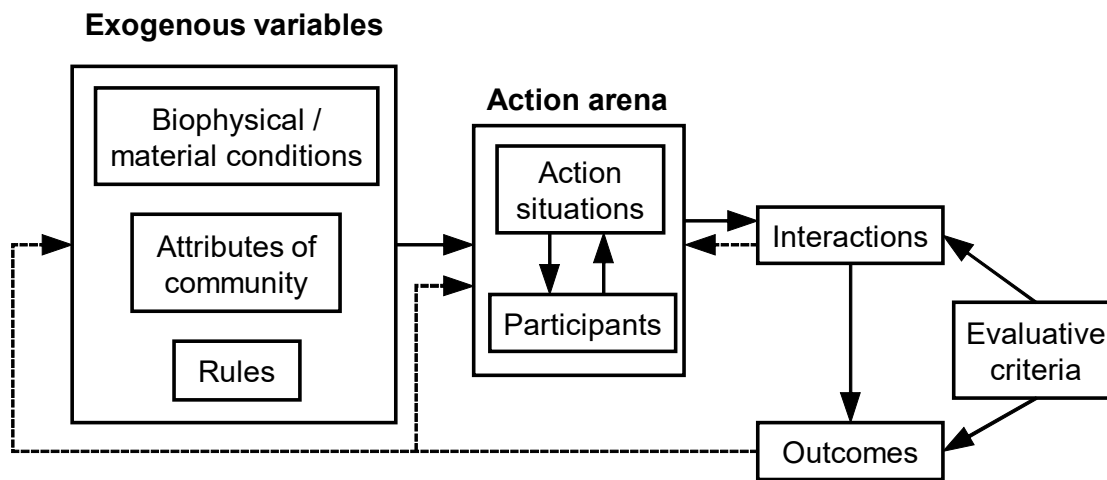 Exogenous variables
Biophysical /
material conditions
Attributes of
community
Rules
Action arena
Action
situations
Participants
Interactions
Outcomes
Evaluative
criteria